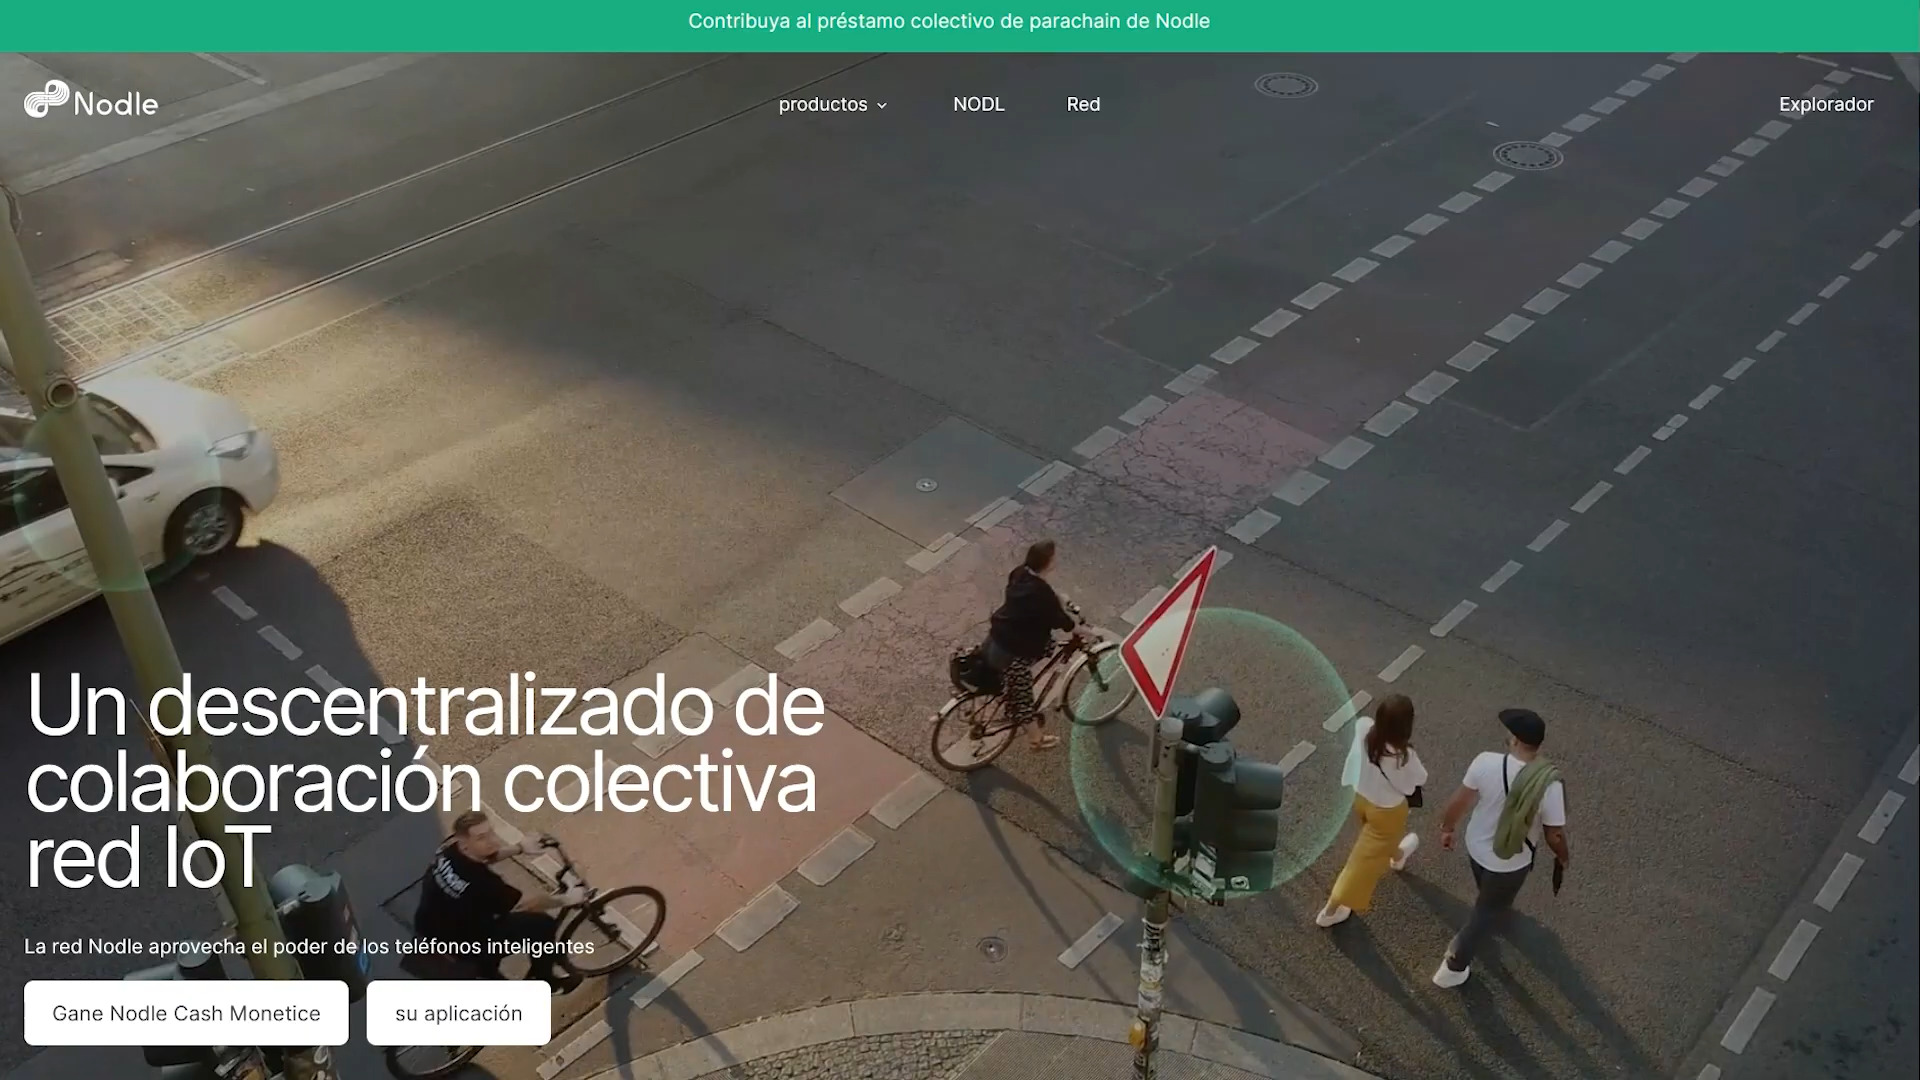 Contribuya al préstamo colectivo de parachain de Nodle
Nodle
productos
NODL
Red
Explorador
Un descentralizado de
colaboración colectiva
red IoT
La red Nodle aprovecha el poder de los teléfonos inteligentes
Gane Nodle Cash Monetice
su aplicación